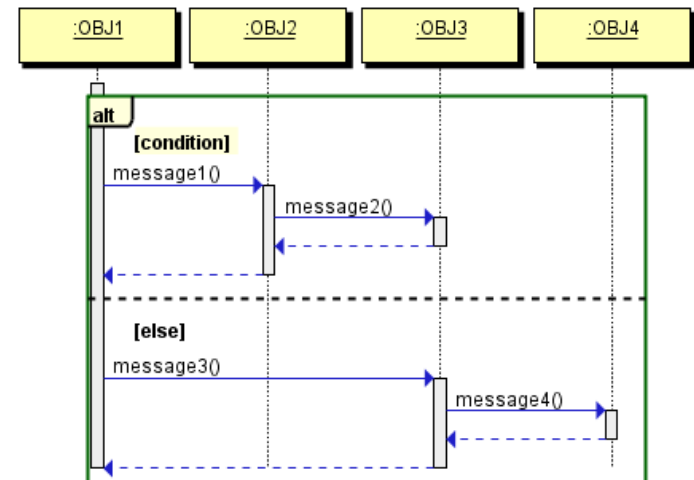 :OBJ1 :OBJ2 :OBJ3 :OBJ4
alt
[condition]
message1()
message2()
[else]
message3()
message4()